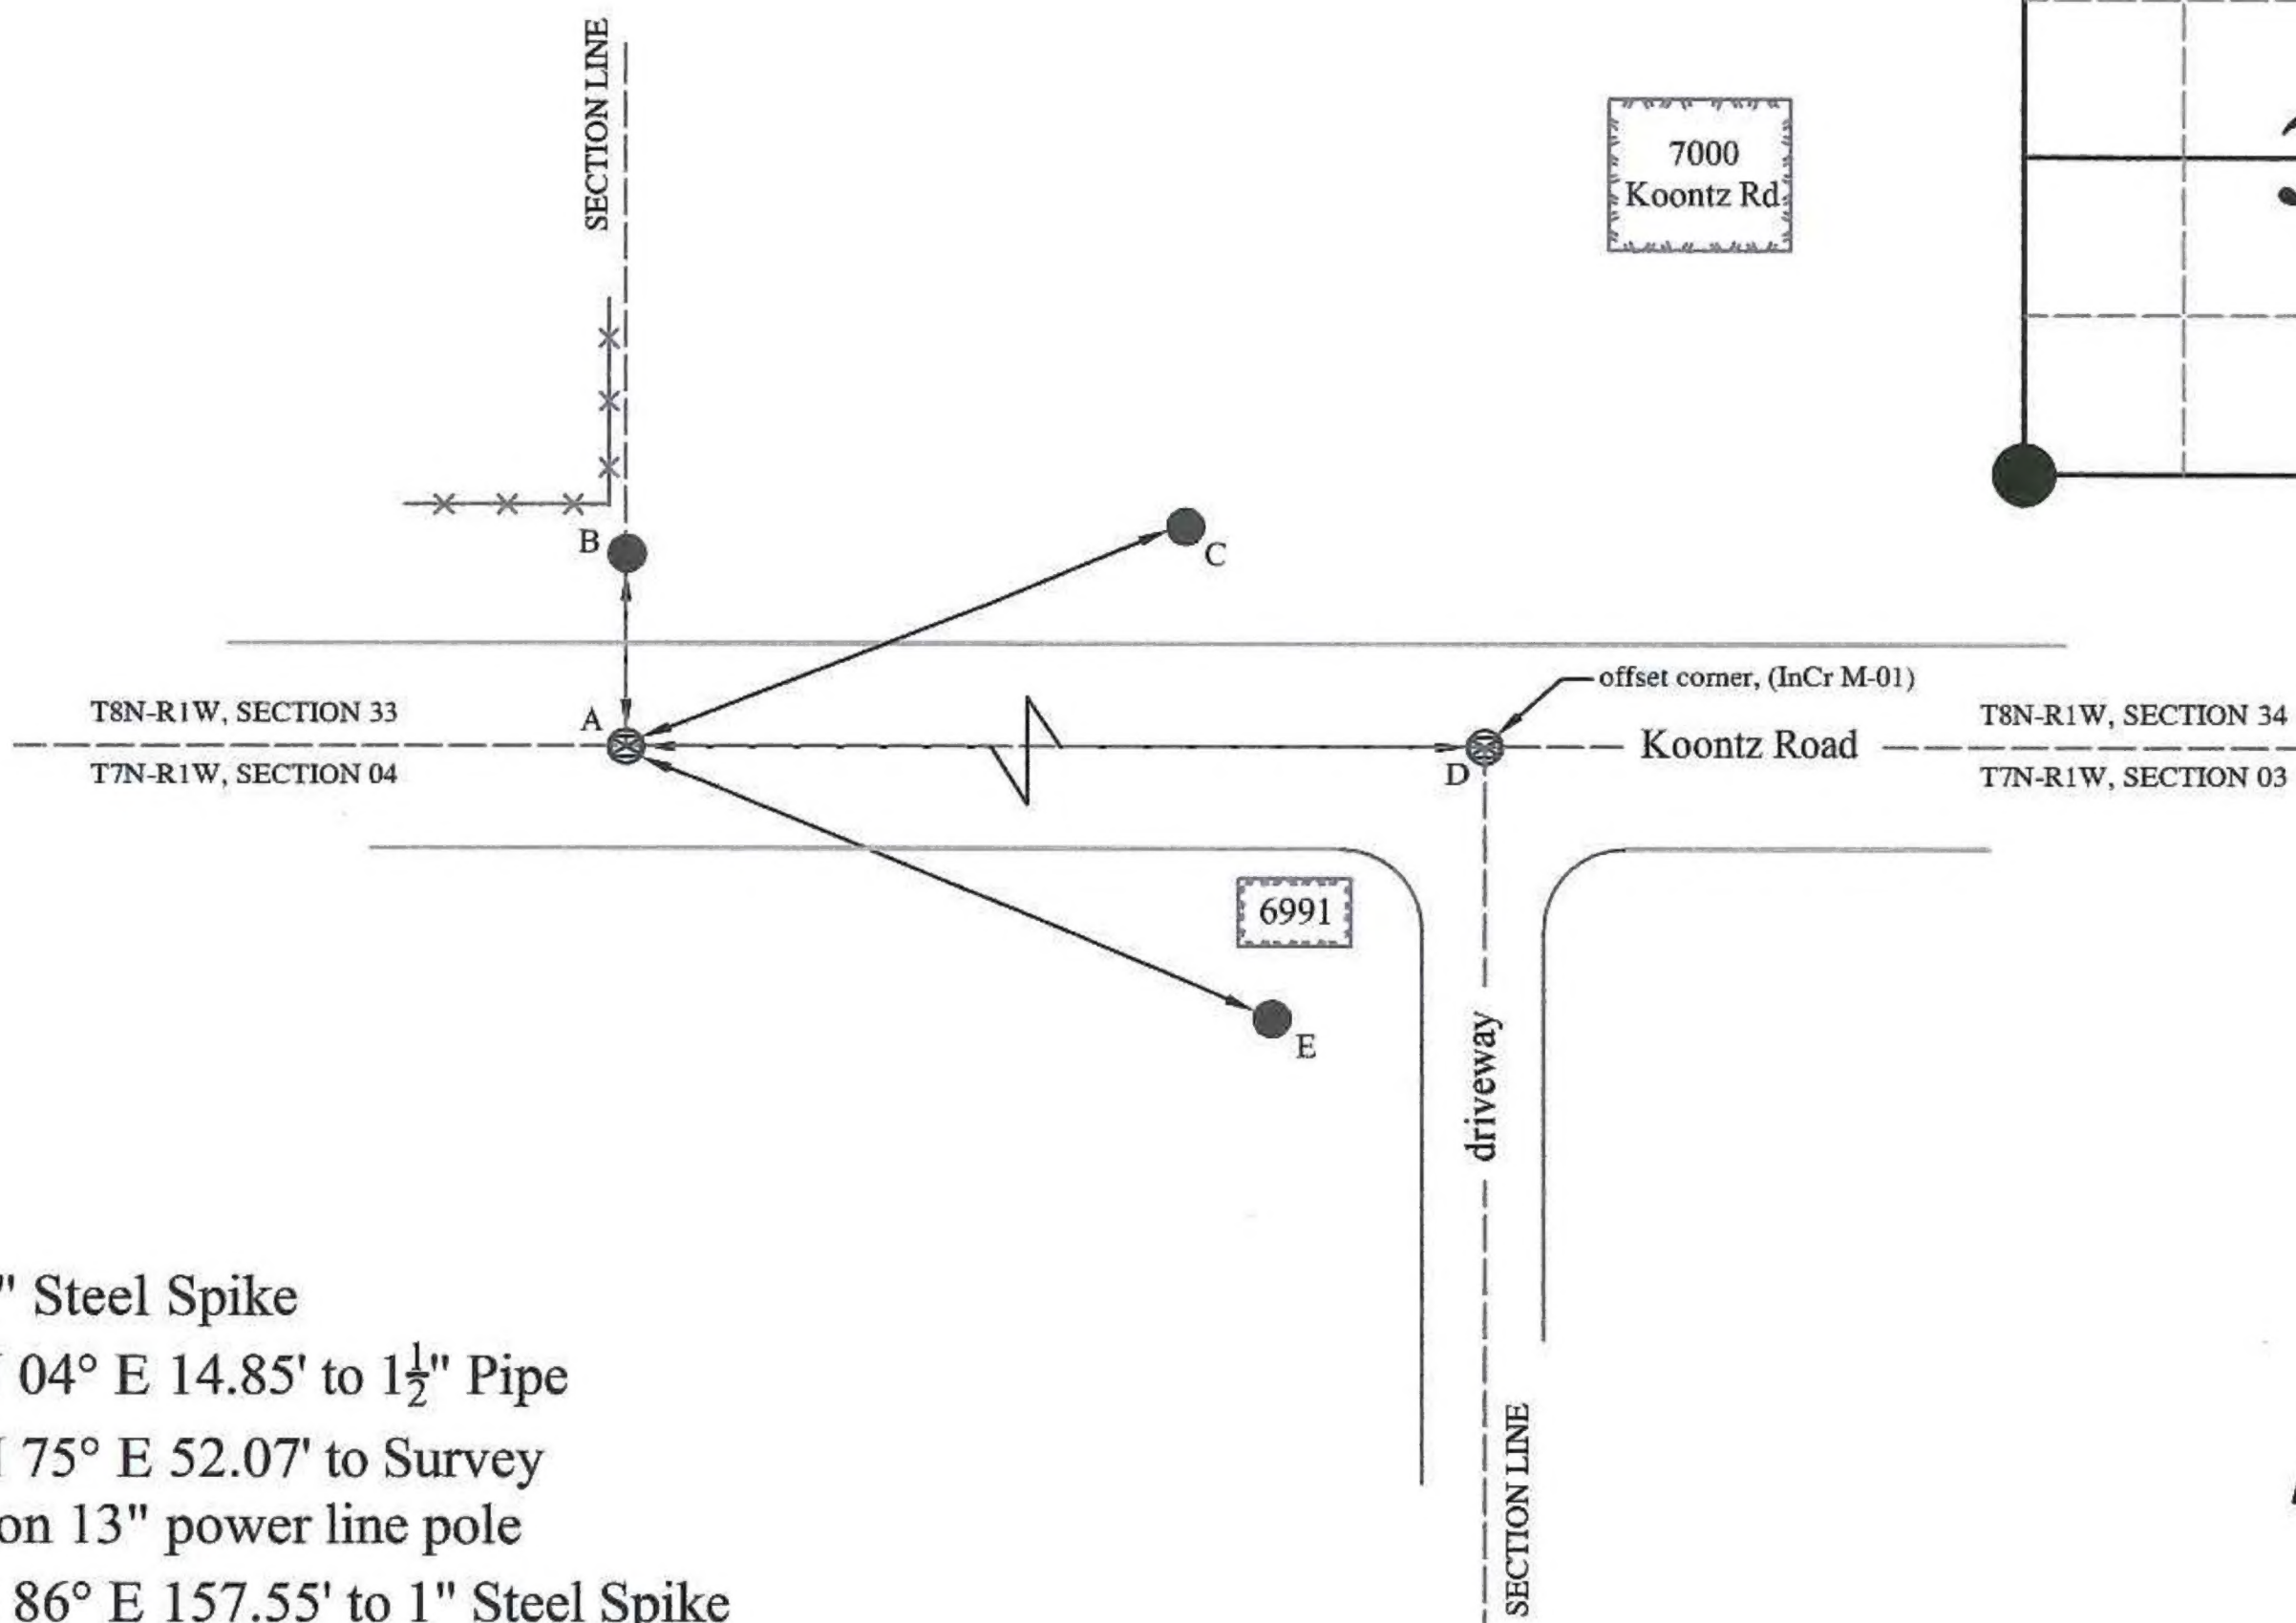 SECTION LINE
7000
Koontz Rd
B
C
offset corner, (InCr M-01)
T8N-R1W, SECTION 33
A
T8N-R1W, SECTION 34
Koontz Road
T7N-R1W, SECTION 04
D
T7N-R1W, SECTION 03
6991
E
driveway
" Steel Spike
04° E 14.85' to 1½" Pipe
75° E 52.07' to Survey
on 13" power line pole
86° E 157.55' to 1" Steel Spike
SECTION LINE